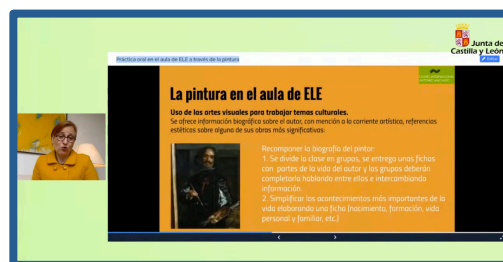 Junta de
Castilla y León
Práctica oral en el aula de ELE a través de la pintura
La pintura en el aula de ELE
Uso de las artes visuales para trabajar temas culturales.
Se ofrece información biográfica sobre el autor, con mención a la corriente artística, referencias
estéticos sobre alguna de sus obras más significativas:
Recomponer la biografía del pintor:
1. Se divide la clase en grupos, se entrega unas fichas
con partes de la vida del autor y los grupos deberán
completarla hablando entre ellos e intercambiando
información.
2. Simplificar los acontecimientos más importantes de la
vida elaborando una ficha (nacimiento, formación, vida
personal y familiar, etc.)